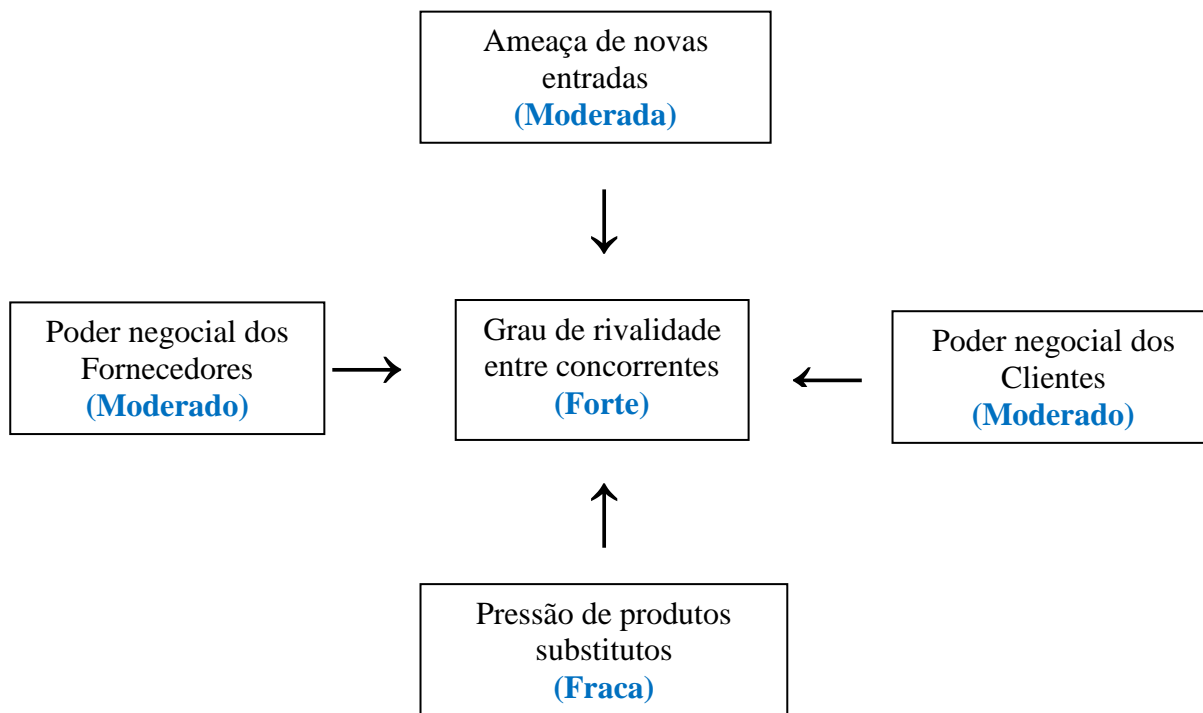 Ameaça de novas
entradas
(Moderada)
Poder negocial dos
Fornecedores
(Moderado)
Grau de rivalidade
entre concorrentes
(Forte)
Poder negocial dos
Clientes
(Moderado)
Pressão de produtos
substitutos
(Fraca)